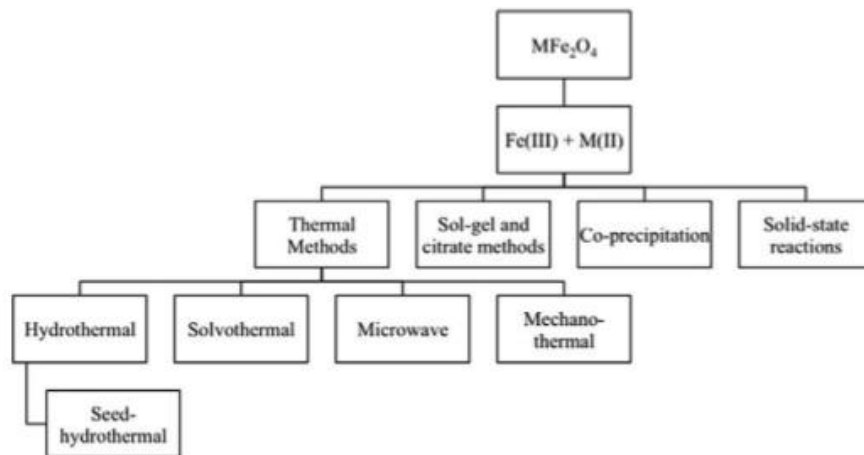 MFe₂O₄
Fe(III) + M(II)
Thermal
Methods
Sol-gel and
citrate methods
Co-precipitation
Solid-state
reactions
Hydrothermal
Solvothermal
Microwave
Mechano-
thermal
Seed-
hydrothermal